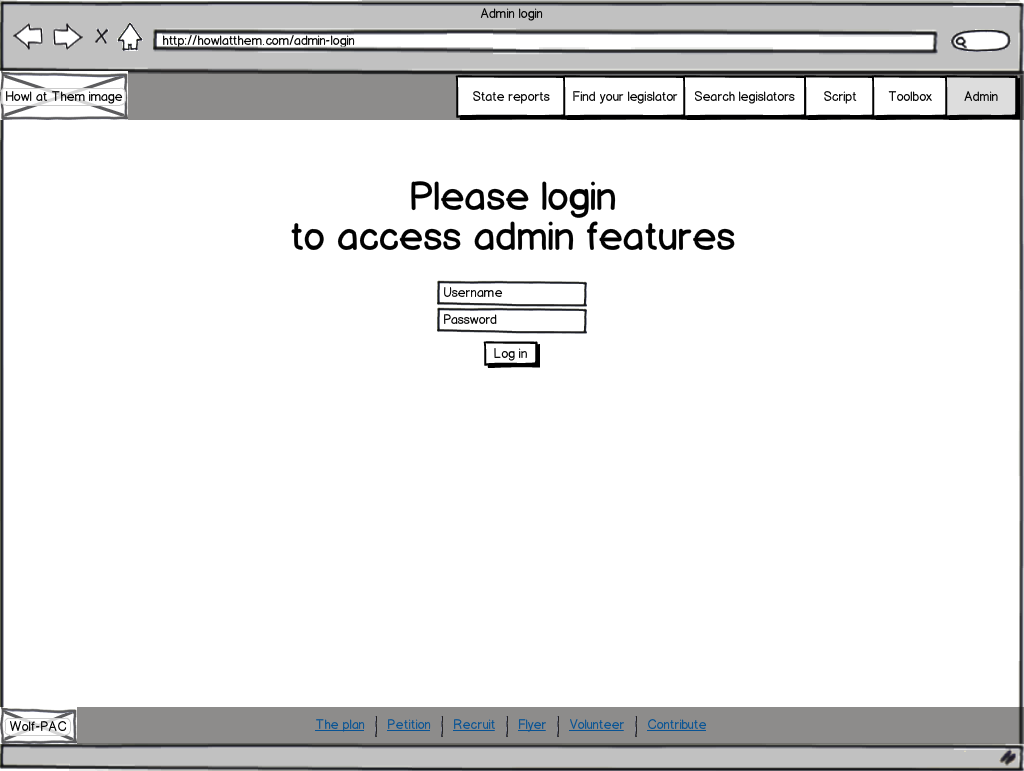 Admin login
http://howlatthem.com/admin-login
Howl at Them image
State reports
Find your legislator
Search legislators
Script
Toolbox
Admin
Please login
to access admin features
Username
Password
Log in
Wolf-PAC
The plan
Petition
Recruit
Flyer
Volunteer
Contribute